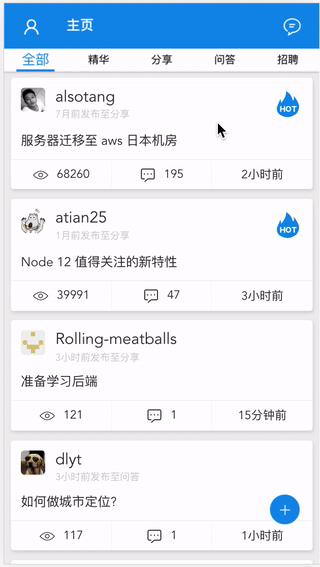 主页
全部 精华 分享 问答 招聘
alsotang
7月前发布至分享
HOT
服务器迁移至 aws 日本机房
68260 195 2小时前
atian25
1月前发布至分享
HOT
Node 12 值得关注的新特性
39991 47 3小时前
Rolling-meatballs
3小时前发布至分享
准备学习后端
121 1 15分钟前
dlyt
3小时前发布至问答
如何做城市定位?
117 1 1小时前